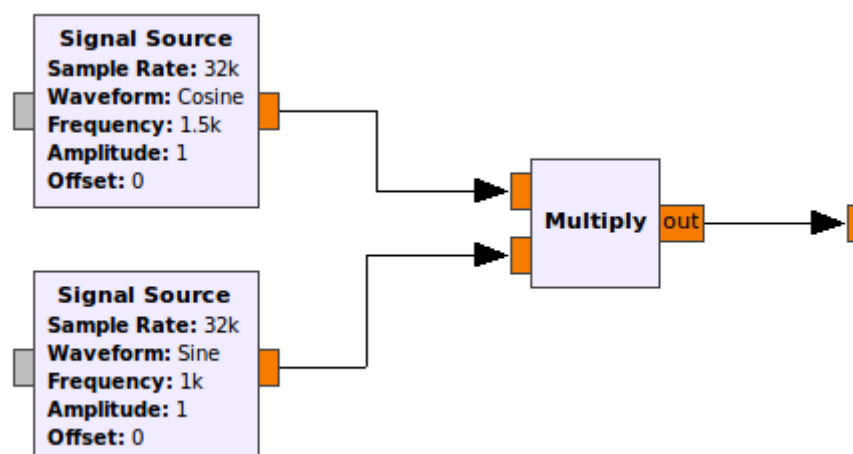 Signal Source
Sample Rate: 32k
Waveform: Cosine
Frequency: 1.5k
Amplitude: 1
Offset: 0
Multiply
out
Signal Source
Sample Rate: 32k
Waveform: Sine
Frequency: 1k
Amplitude: 1
Offset: 0